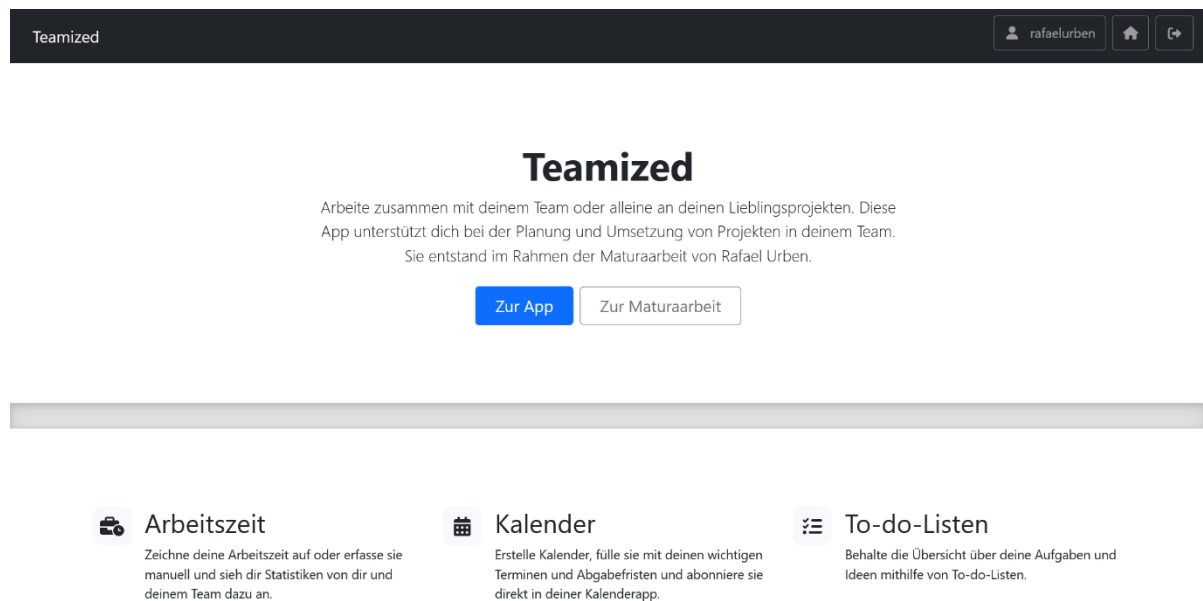 Teamized
rafaelurben
Teamized
Arbeite zusammen mit deinem Team oder alleine an deinen Lieblingsprojekten. Diese
App unterstützt dich bei der Planung und Umsetzung von Projekten in deinem Team.
Sie entstand im Rahmen der Maturaarbeit von Rafael Urben.
Zur App
Zur Maturaarbeit
Arbeitszeit
Zeichne deine Arbeitszeit auf oder erfasse sie
manuell und sieh dir Statistiken von dir und
deinem Team dazu an.
Kalender
Erstelle Kalender, fülle sie mit deinen wichtigen
Terminen und Abgabefristen und abonniere sie
direkt in deiner Kalenderapp.
To-do-Listen
Behalte die Übersicht über deine Aufgaben und
Ideen mithilfe von To-do-Listen.